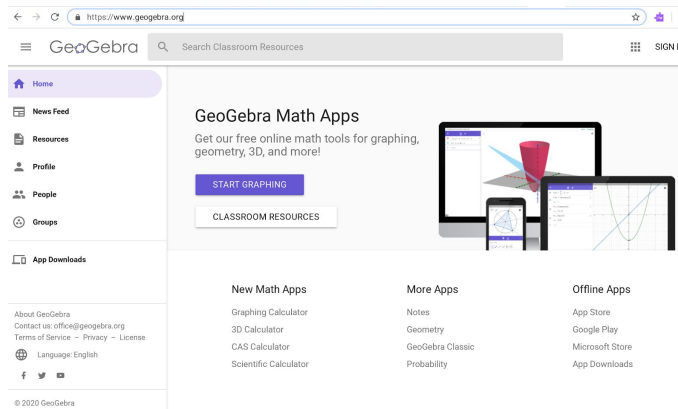 https://www.geogebra.org
GeoGebra
Search Classroom Resources
SIGN
Home
News Feed
Resources
Profile
People
Groups
App Downloads
About GeoGebra
Contact us: office@geogebra.org
Terms of Service – Privacy – License
Language: English
© 2020 GeoGebra
GeoGebra Math Apps
Get our free online math tools for graphing,
geometry, 3D, and more!
START GRAPHING
CLASSROOM RESOURCES
New Math Apps
Graphing Calculator
3D Calculator
CAS Calculator
Scientific Calculator
More Apps
Notes
Geometry
GeoGebra Classic
Probability
Offline Apps
App Store
Google Play
Microsoft Store
App Downloads